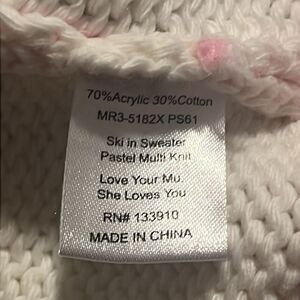 70%Acrylic 30%Cotton
MR3-5182X PS61
Ski in Sweater
Pastel Multi Knit
Love Your Mu.
She Loves You
RN# 133910
MADE IN CHINA